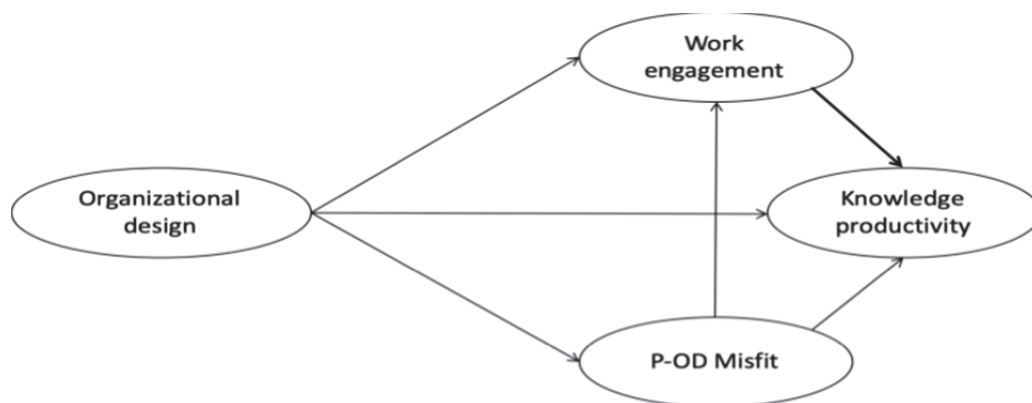 Work
engagement
Organizational
design
Knowledge
productivity
P-OD Misfit